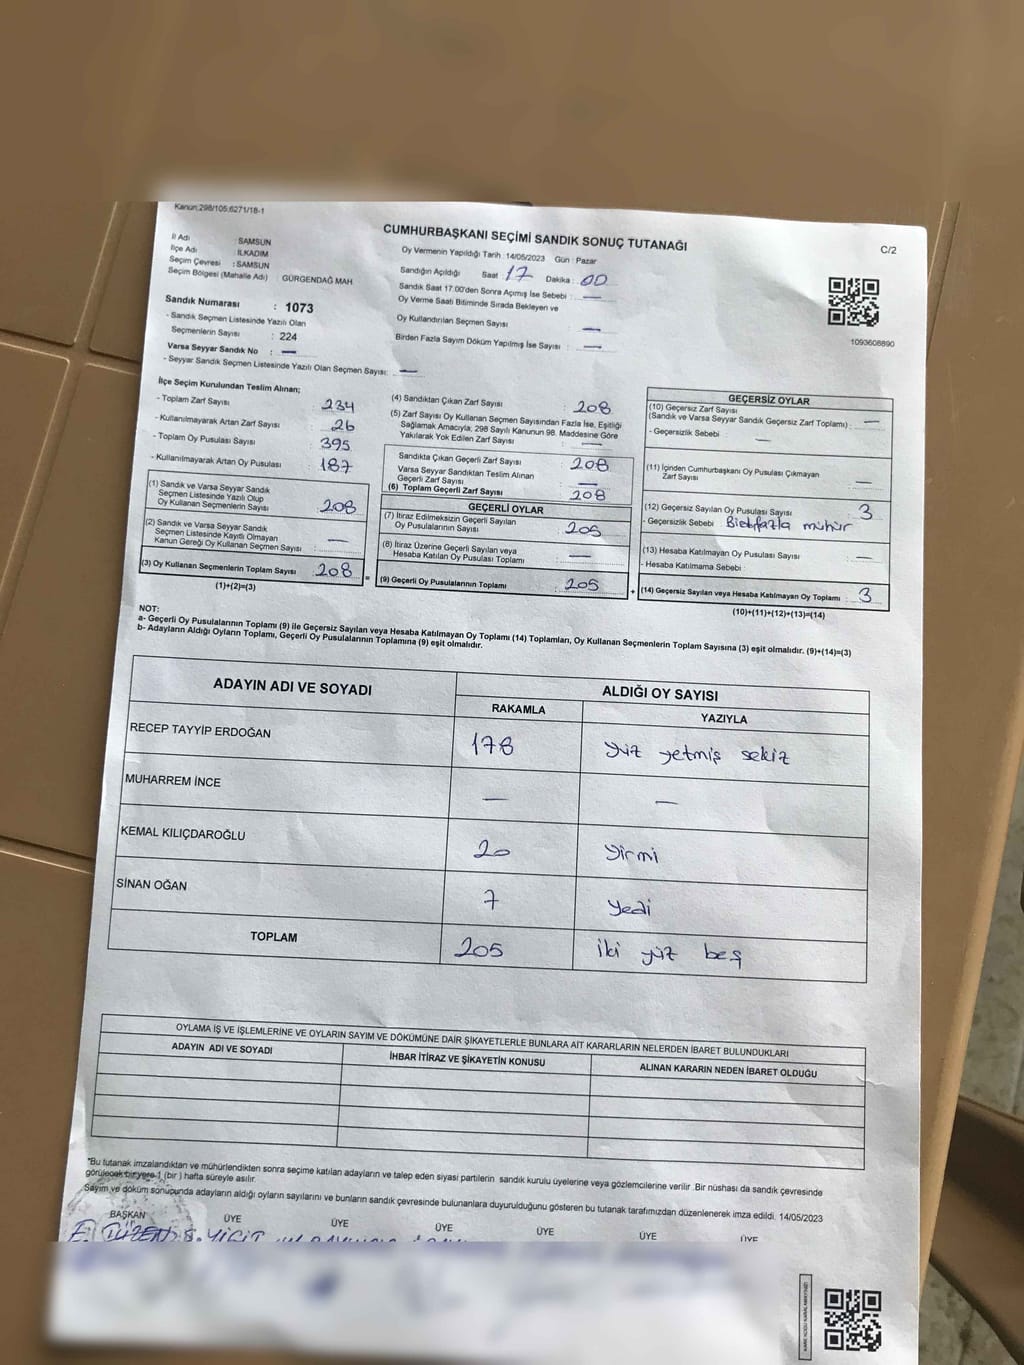 Kanun:298/105;6271/18-1
CUMHURBAŞKANI SEÇİMİ SANDIK SONUÇ TUTANAĞI
C/2
İl Adı : SAMSUN
İlçe Adı : İLKADIM
Seçim Çevresi : SAMSUN
Seçim Bölgesi (Mahalle Adı) : GÜRGENDAĞ MAH
Oy Vermenin Yapıldığı Tarih : 14/05/2023 Gün : Pazar
Sandığın Açıldığı Saat : 17 Dakika : 00
Sandık Saat 17:00'den Sonra Açımış İse Sebebi : —
Oy Verme Saati Bitiminde Sırada Bekleyen ve
Oy Kullandırılan Seçmen Sayısı —
Birden Fazla Sayım Döküm Yapılmış İse Sayısı : —
1093608890
Sandık Numarası : 1073
- Sandık Seçmen Listesinde Yazılı Olan
Seçmenlerin Sayısı : 224
Varsa Seyyar Sandık No : —
- Seyyar Sandık Seçmen Listesinde Yazılı Olan Seçmen Sayısı: —
İlçe Seçim Kurulundan Teslim Alınan;
- Toplam Zarf Sayısı : 234
- Kullanılmayarak Artan Zarf Sayısı : 26
- Toplam Oy Pusulası Sayısı : 395
- Kullanılmayarak Artan Oy Pusulası : 187
(1) Sandık ve Varsa Seyyar Sandık
Seçmen Listesinde Yazılı Olup
Oy Kullanan Seçmenlerin Sayısı : 208
(2) Sandık ve Varsa Seyyar Sandık
Seçmen Listesinde Kayıtlı Olmayan
Kanun Gereği Oy Kullanan Seçmen Sayısı : —
(3) Oy Kullanan Seçmenlerin Toplam Sayısı : 208
(1)+(2)=(3)
(4) Sandıktan Çıkan Zarf Sayısı : 208
(5) Zarf Sayısı Oy Kullanan Seçmen Sayısından Fazla İse, Eşitliği
Sağlamak Amacıyla; 298 Sayılı Kanunun 98. Maddesine Göre
Yakılarak Yok Edilen Zarf Sayısı : —
Sandıkta Çıkan Geçerli Zarf Sayısı : 208
Varsa Seyyar Sandıktan Teslim Alınan
Geçerli Zarf Sayısı : —
(6) Toplam Geçerli Zarf Sayısı : 208
GEÇERLİ OYLAR
(7) İtiraz Edilmeksizin Geçerli Sayılan
Oy Pusulalarının Sayısı : 205
(8) İtiraz Üzerine Geçerli Sayılan veya
Hesaba Katılan Oy Pusulası Toplamı : —
= (9) Geçerli Oy Pusulalarının Toplamı : 205
GEÇERSİZ OYLAR
(10) Geçersiz Zarf Sayısı
(Sandık ve Varsa Seyyar Sandık Geçersiz Zarf Toplamı) : —
- Geçersizlik Sebebi : —
(11) İçinden Cumhurbaşkanı Oy Pusulası Çıkmayan
Zarf Sayısı : —
(12) Geçersiz Sayılan Oy Pusulası Sayısı : 3
- Geçersizlik Sebebi : mühür
(13) Hesaba Katılmayan Oy Pusulası Sayısı : —
- Hesaba Katılmama Sebebi :
+ (14) Geçersiz Sayılan veya Hesaba Katılmayan Oy Toplamı : 3
(10)+(11)+(12)+(13)=(14)
NOT:
a- Geçerli Oy Pusulalarının Toplamı (9) ile Geçersiz Sayılan veya Hesaba Katılmayan Oy Toplamı (14) Toplamları, Oy Kullanan Seçmenlerin Toplam Sayısına (3) eşit olmalıdır. (9)+(14)=(3)
b- Adayların Aldığı Oyların Toplamı, Geçerli Oy Pusulalarının Toplamına (9) eşit olmalıdır.
ADAYIN ADI VE SOYADI ALDIĞI OY SAYISI
RAKAMLA YAZIYLA
RECEP TAYYİP ERDOĞAN 178 yüz yetmiş sekiz
MUHARREM İNCE — —
KEMAL KILIÇDAROĞLU 20 yirmi
SİNAN OĞAN 7 yedi
TOPLAM 205 iki yüz beş
OYLAMA İŞ VE İŞLEMLERİNE VE OYLARIN SAYIM VE DÖKÜMÜNE DAİR ŞİKAYETLERLE BUNLARA AİT KARARLARIN NELERDEN İBARET BULUNDUKLARI
ADAYIN ADI VE SOYADI İHBAR İTİRAZ VE ŞİKAYETİN KONUSU ALINAN KARARIN NEDEN İBARET OLDUĞU
"Bu tutanak imzalandıktan ve mühürlendikten sonra seçime katılan adayların ve talep eden siyasi partilerin sandık kurulu üyelerine veya gözlemcilerine verilir .Bir nüshası da sandık çevresinde
görülecek bir yere 1 (bir ) hafta süreyle asılır.
Sayım ve döküm sonucunda adayların aldığı oyların sayılarını ve bunların sandık çevresinde bulunanlara duyurulduğunu gösteren bu tutanak tarafımızdan düzenlenerek imza edildi. 14/05/2023
BAŞKAN ÜYE ÜYE ÜYE ÜYE ÜYE ÜYE
F. DÜZEN S. YİĞİT